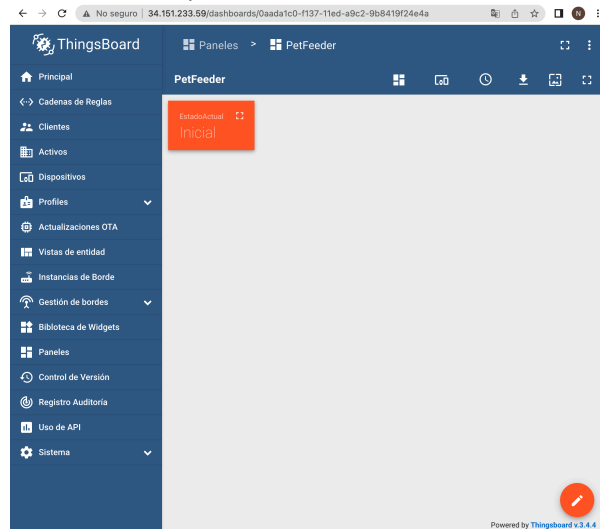 No seguro | 34.151.233.59/dashboards/0aada1c0-f137-11ed-a9c2-9b8419f24e4a
N
ThingsBoard
Paneles > PetFeeder
PetFeeder
Principal
Cadenas de Reglas
Clientes
Activos
Dispositivos
Profiles
Actualizaciones OTA
Vistas de entidad
Instancias de Borde
Gestión de bordes
Bibloteca de Widgets
Paneles
Control de Versión
Registro Auditoría
Uso de API
Sistema
EstadoActual
Inicial
Powered by Thingsboard v.3.4.4